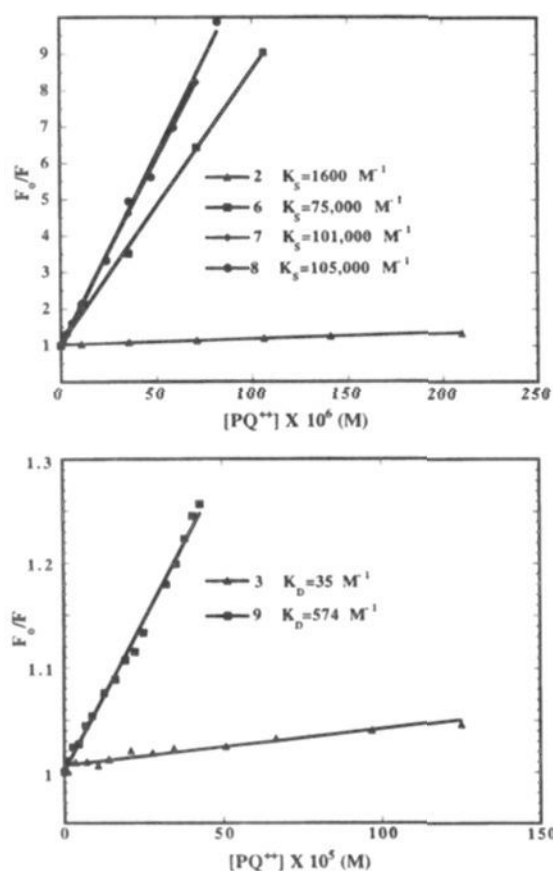 9
8
7
6
5
4
3
2
1
F₀/F
2 K_S=1600 M⁻¹
6 K_S=75,000 M⁻¹
7 K_S=101,000 M⁻¹
8 K_S=105,000 M⁻¹
0 50 100 150 200 250
[PQ⁺⁺] X 10⁶ (M)
1.3
1.2
1.1
1
F₀/F
3 K_D=35 M⁻¹
9 K_D=574 M⁻¹
0 50 100 150
[PQ⁺⁺] X 10⁵ (M)